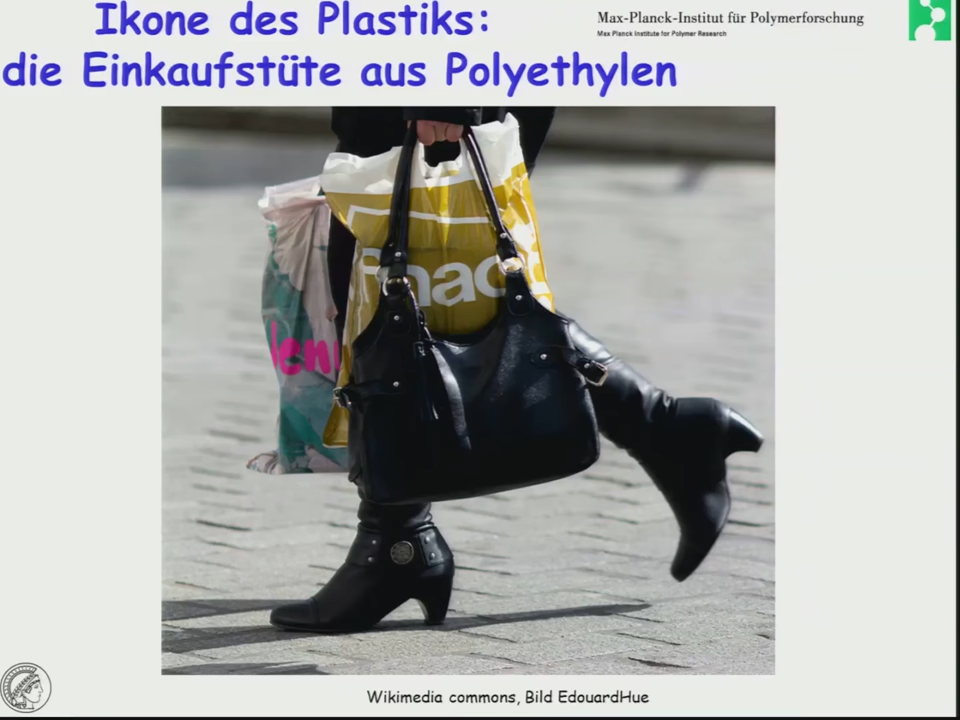 Ikone des Plastiks:
die Einkaufstüte aus Polyethylen
Max-Planck-Institut für Polymerforschung
Max Planck Institute for Polymer Research
fnac
Wikimedia commons, Bild EdouardHue